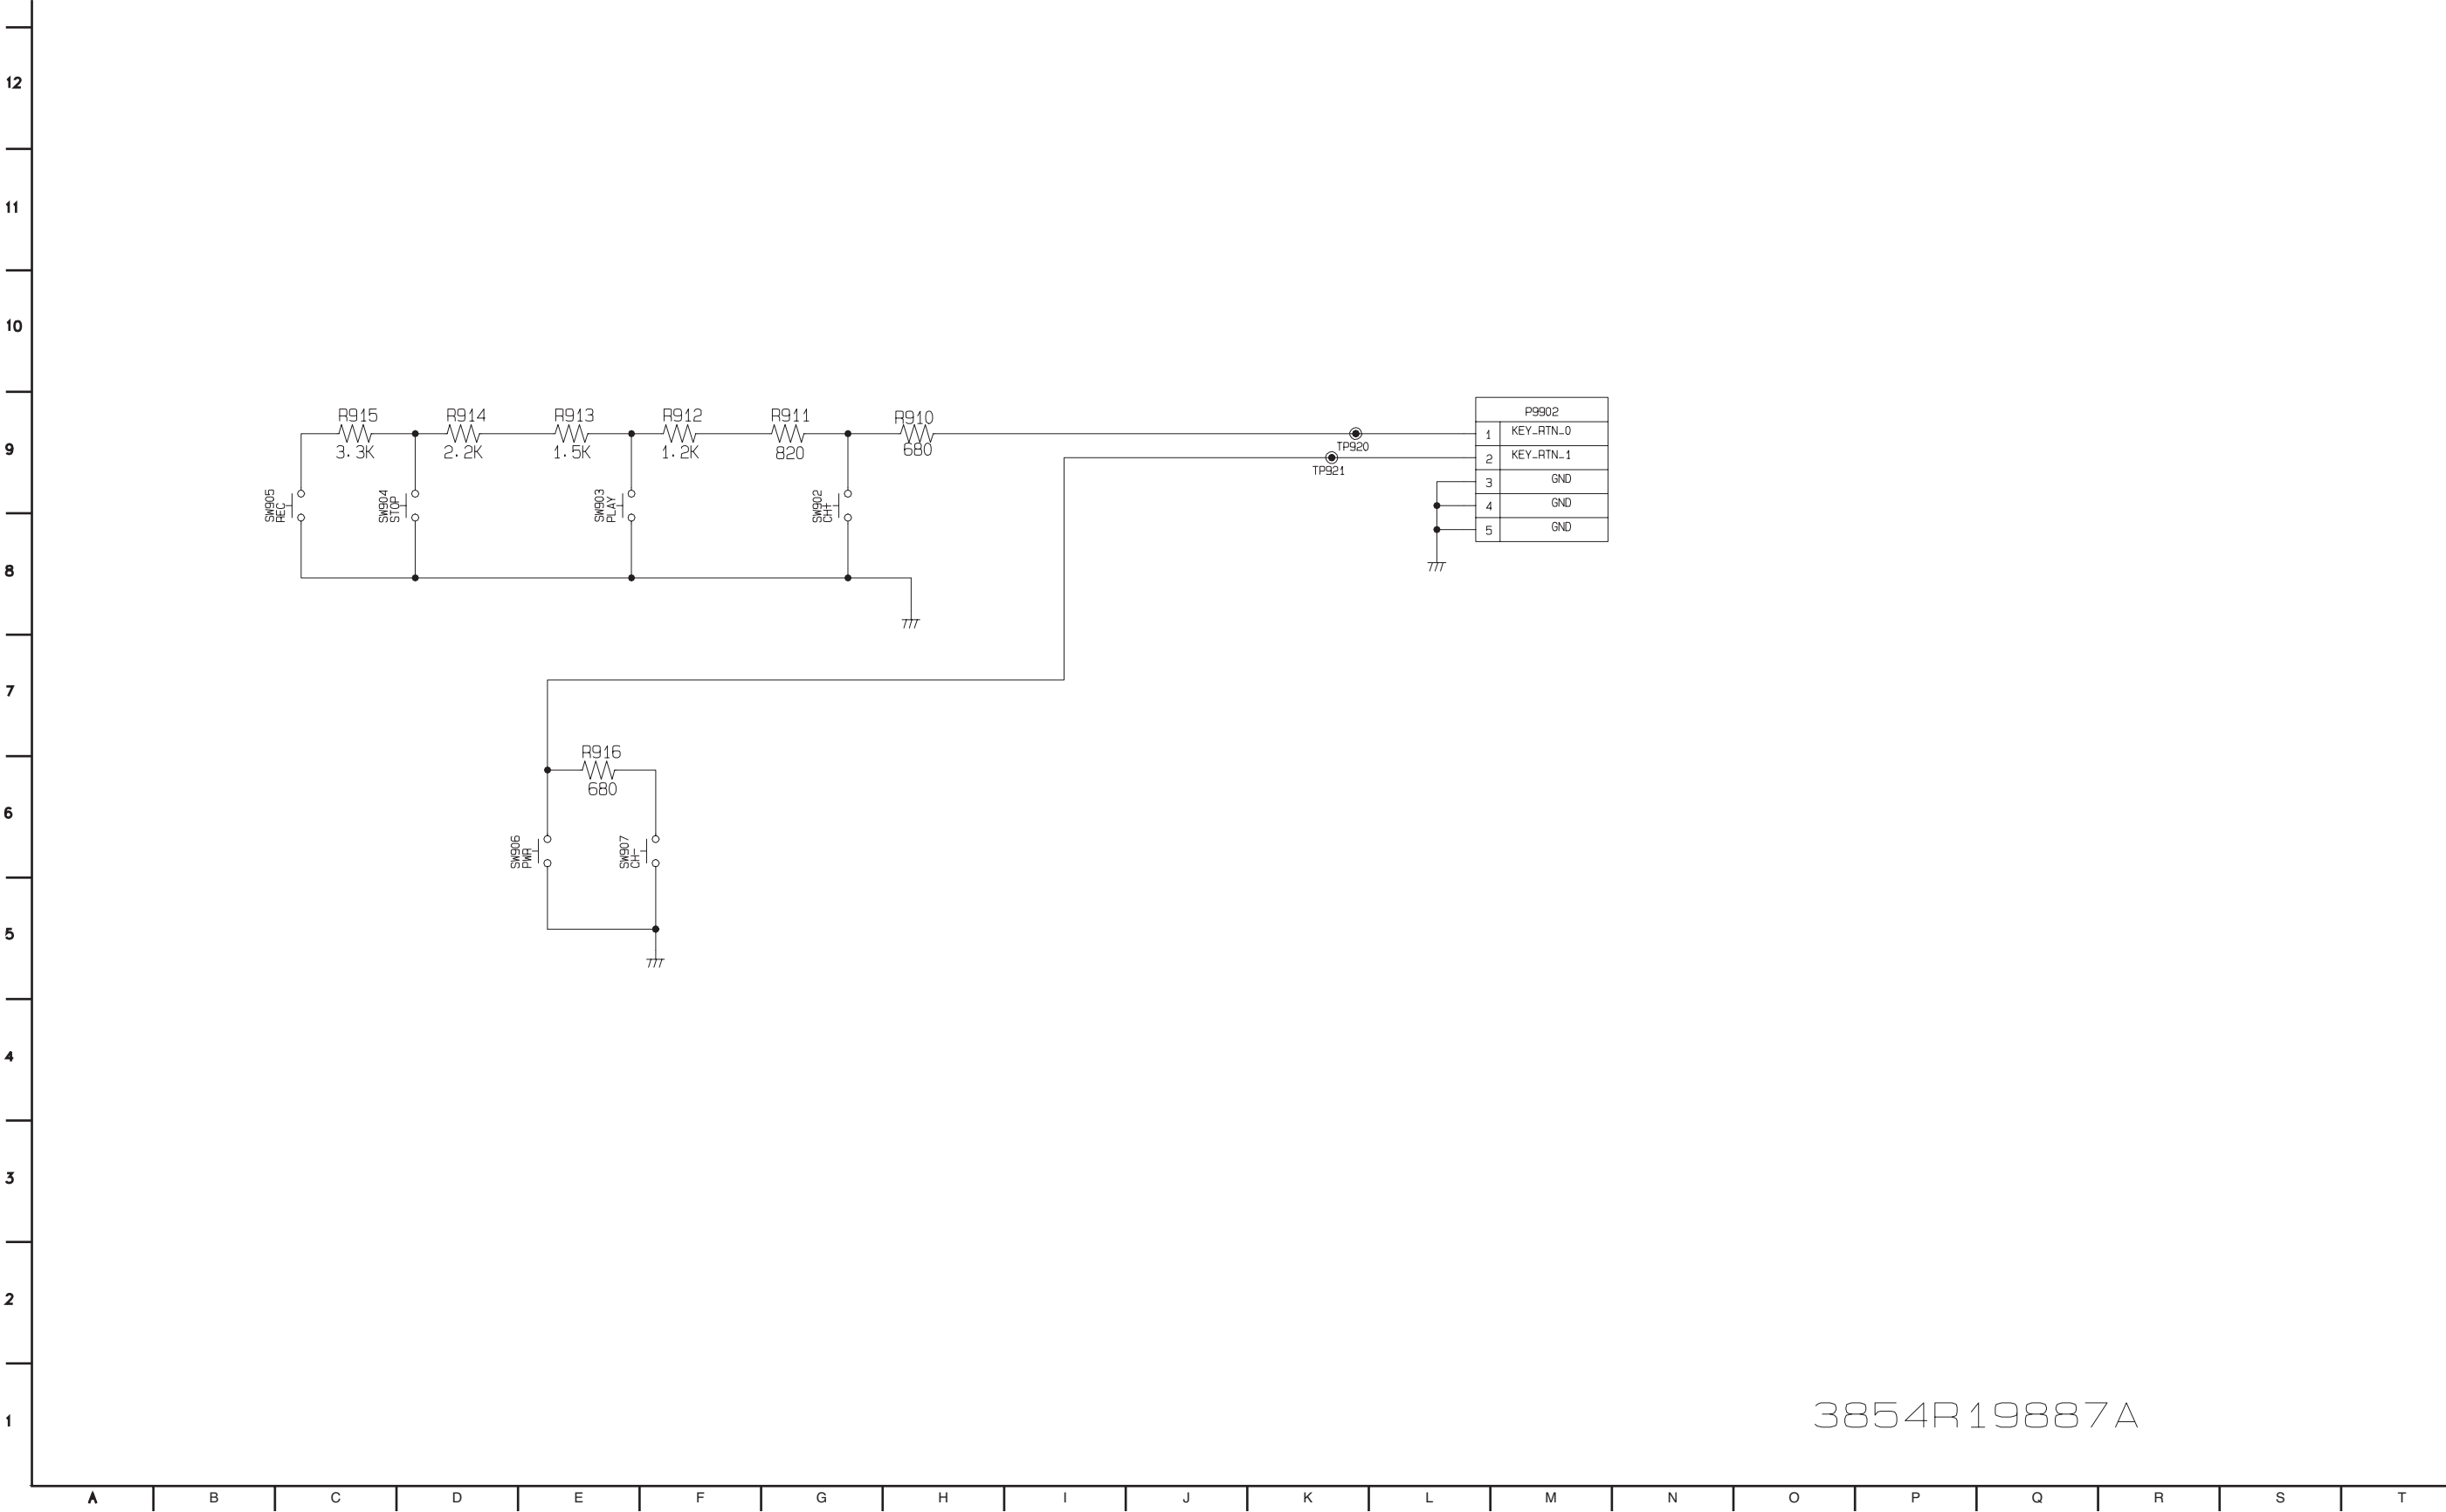 12
11
10
9
8
7
6
5
4
3
2
1
R915
3.3K
R914
2.2K
R913
1.5K
R912
1.2K
R911
820
R910
680
SW905
REC
SW904
STOP
SW903
PLAY
SW902
CH+
TP920
TP921
P9902
1 KEY_RTN_0
2 KEY_RTN_1
3 GND
4 GND
5 GND
R916
680
SW906
PWR
SW907
CH-
3854R19887A
A B C D E F G H I J K L M N O P Q R S T